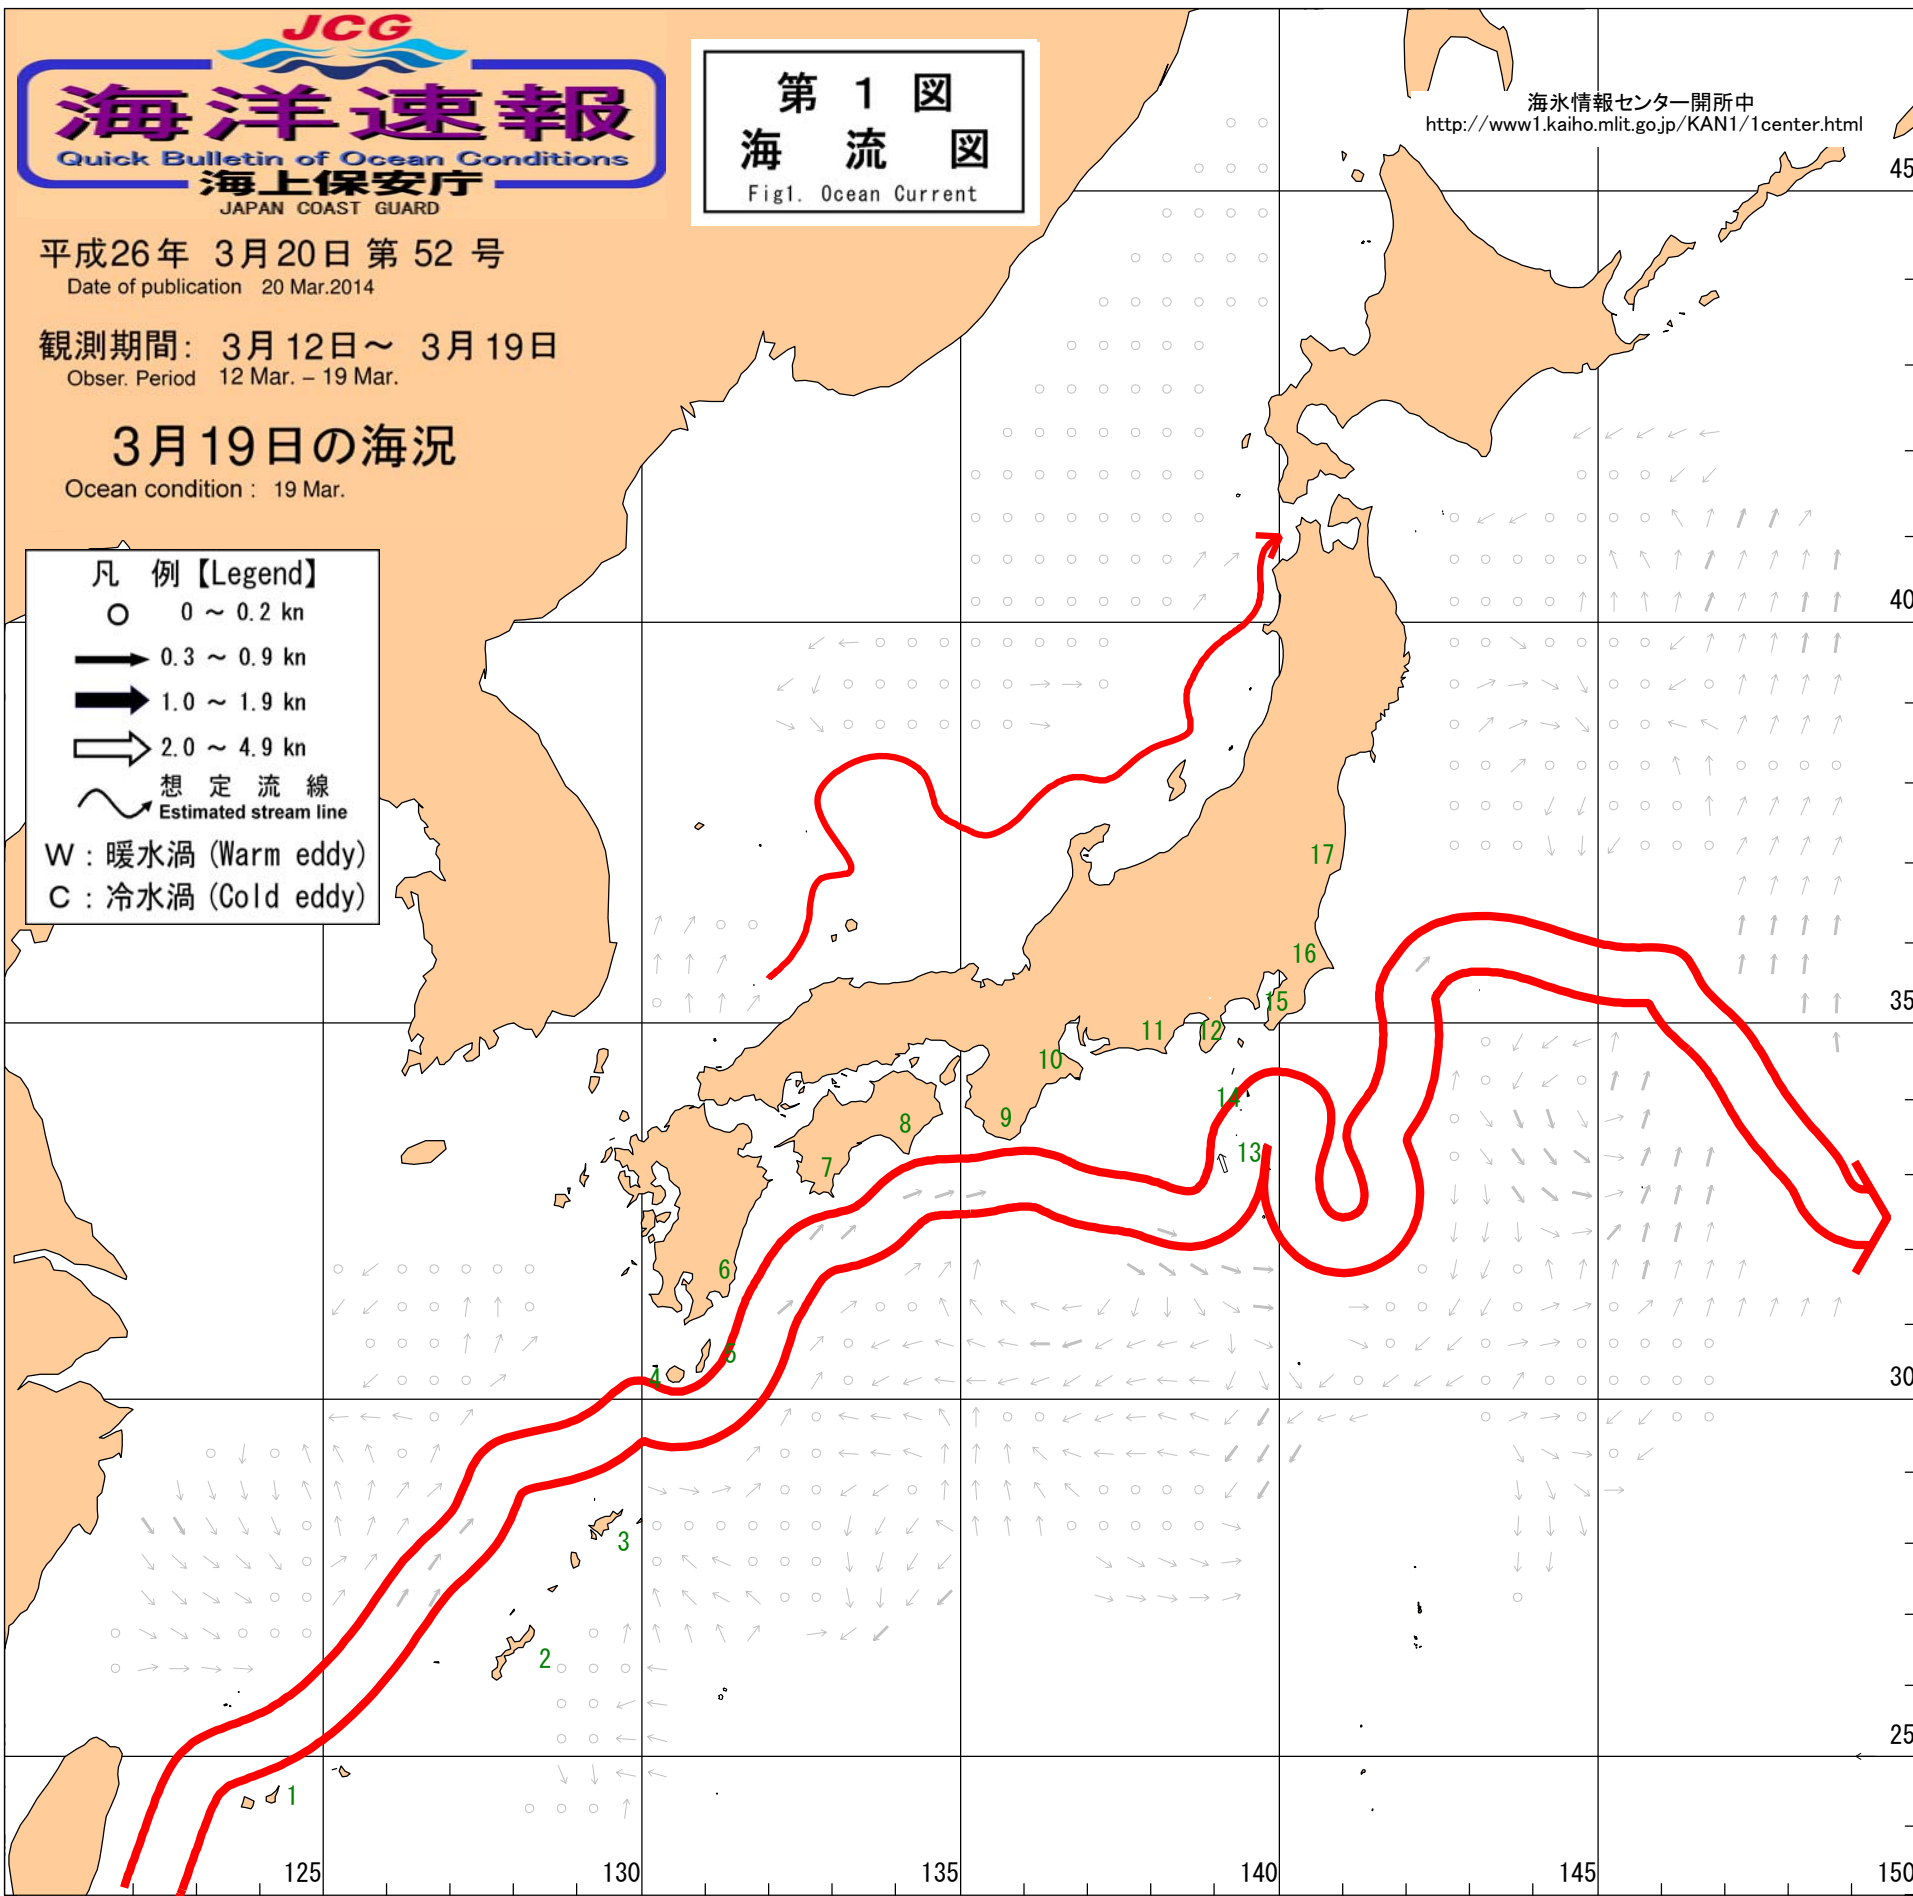 JCG
海洋速報
Quick Bulletin of Ocean Conditions
海上保安庁
JAPAN COAST GUARD
平成26年 3月20日 第 52 号
Date of publication 20 Mar.2014
観測期間: 3月12日～ 3月19日
Obser. Period 12 Mar. – 19 Mar.
3月19日の海況
Ocean condition : 19 Mar.
第 1 図
海 流 図
Fig1. Ocean Current
海氷情報センター開所中
http://www1.kaiho.mlit.go.jp/KAN1/1center.html
凡 例【Legend】
0 ～ 0.2 kn
0.3 ～ 0.9 kn
1.0 ～ 1.9 kn
2.0 ～ 4.9 kn
想 定 流 線
Estimated stream line
W : 暖水渦 (Warm eddy)
C : 冷水渦 (Cold eddy)
45
40
35
30
25
17
16
15
14
13
12
11
10
9
8
7
6
5
4
3
2
1
125
130
135
140
145
150